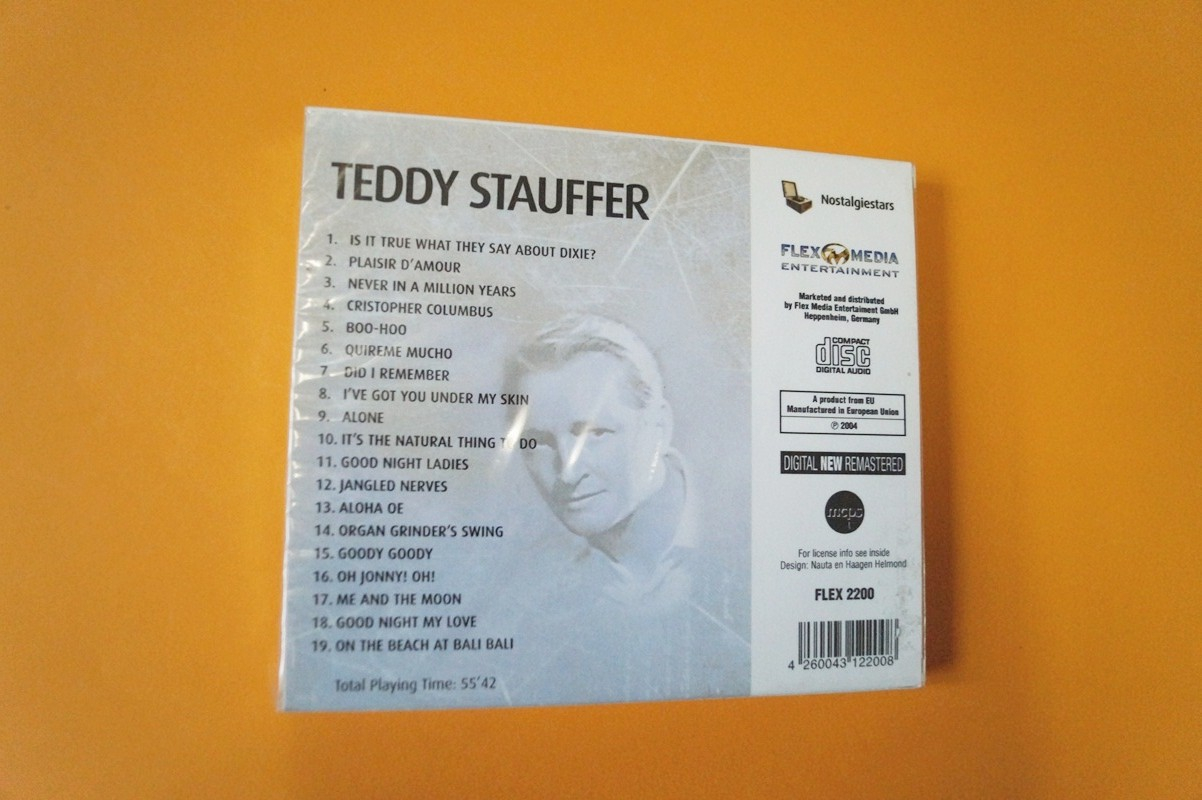 TEDDY STAUFFER
1. IS IT TRUE WHAT THEY SAY ABOUT DIXIE?
2. PLAISIR D'AMOUR
3. NEVER IN A MILLION YEARS
4. CRISTOPHER COLUMBUS
5. BOO-HOO
6. QUIREME MUCHO
7. DID I REMEMBER
8. I'VE GOT YOU UNDER MY SKIN
9. ALONE
10. IT'S THE NATURAL THING TO DO
11. GOOD NIGHT LADIES
12. JANGLED NERVES
13. ALOHA OE
14. ORGAN GRINDER'S SWING
15. GOODY GOODY
16. OH JONNY! OH!
17. ME AND THE MOON
18. GOOD NIGHT MY LOVE
19. ON THE BEACH AT BALI BALI
Total Playing Time: 55'42
Nostalgiestars
FLEX MEDIA
ENTERTAINMENT
Marketed and distributed
by Flex Media Entertaiment GmbH
Heppenheim, Germany
COMPACT
disc
DIGITAL AUDIO
A product from EU
Manufactured in European Union
℗ 2004
DIGITAL NEW REMASTERED
mcps
i
For license info see inside
Design: Nauta en Haagen Helmond
FLEX 2200
4 260043 122008